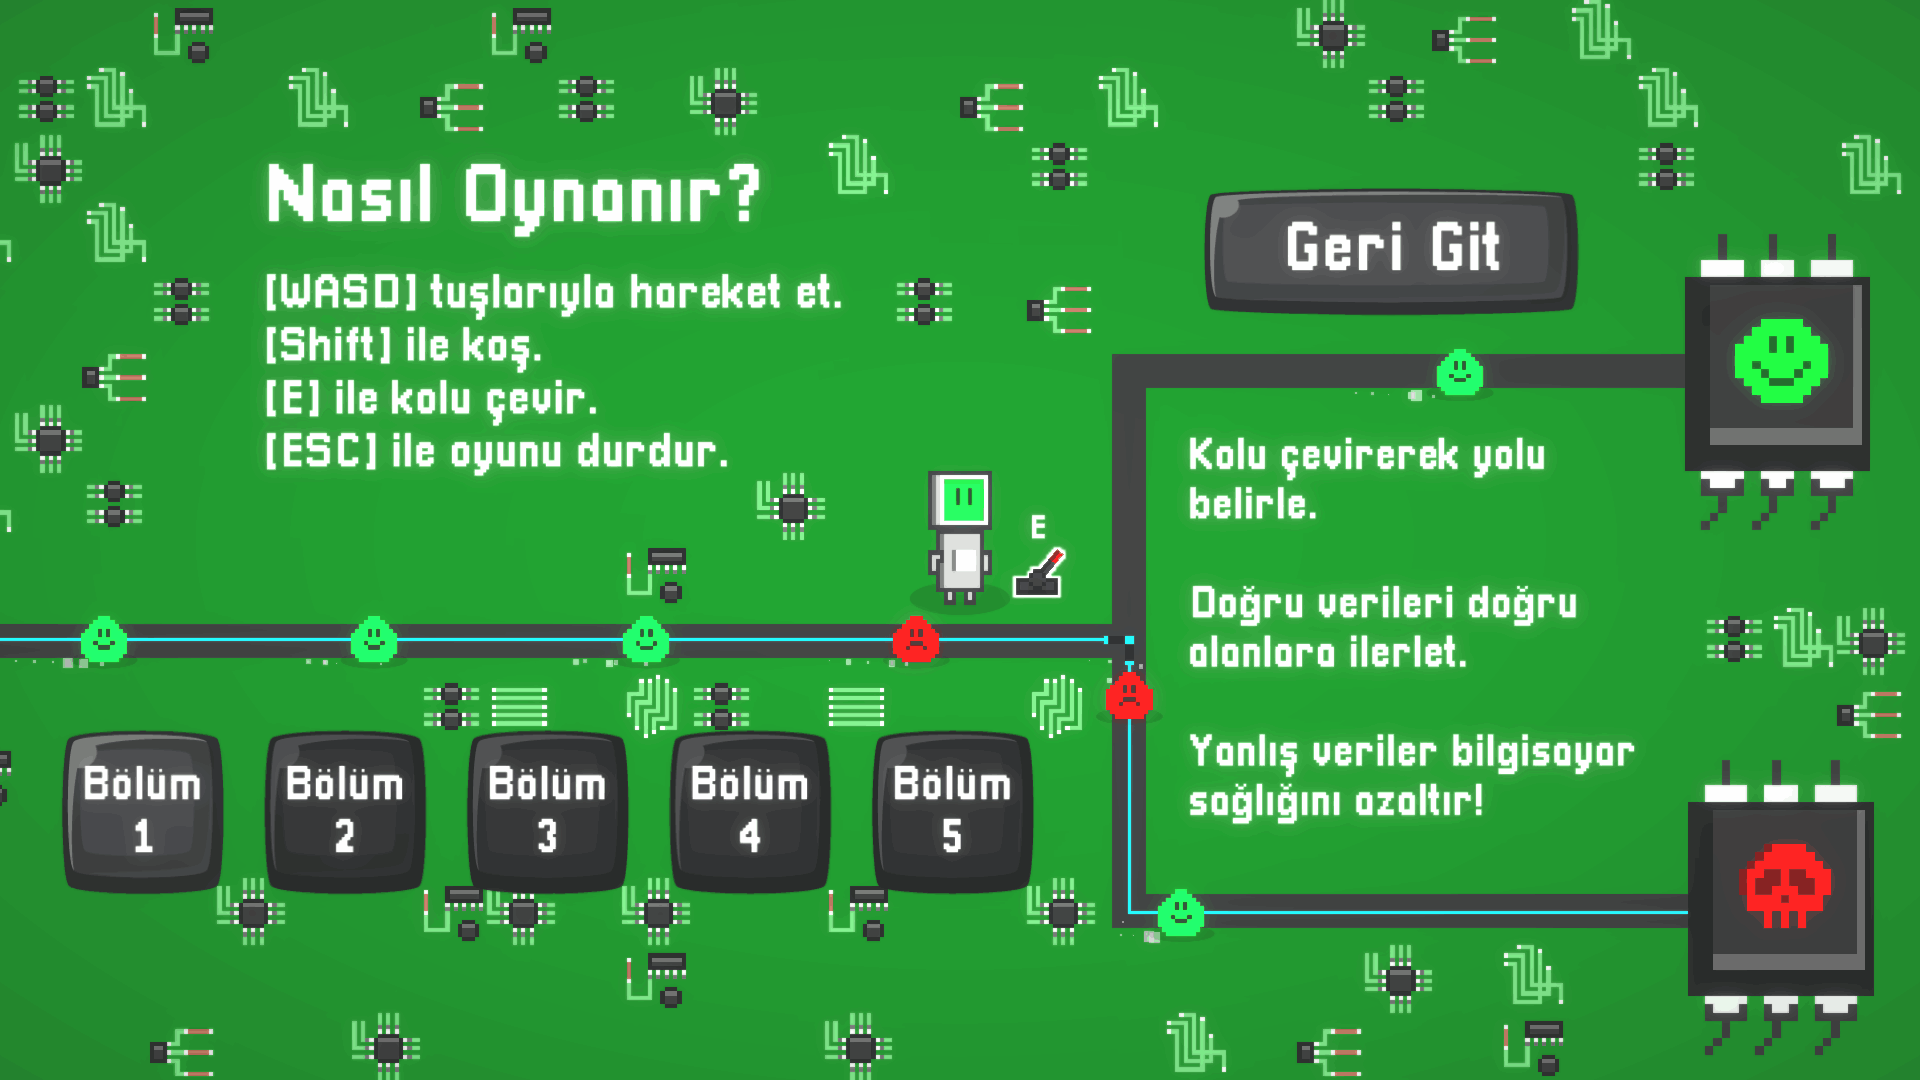 Nasıl Oynanır?
[WASD] tuşlarıyla hareket et.
[Shift] ile koş.
[E] ile kolu çevir.
[ESC] ile oyunu durdur.
Geri Git
E
Kolu çevirerek yolu
belirle.
Doğru verileri doğru
alanlara ilerlet.
Yanlış veriler bilgisayar
sağlığını azaltır!
Bölüm
1
Bölüm
2
Bölüm
3
Bölüm
4
Bölüm
5